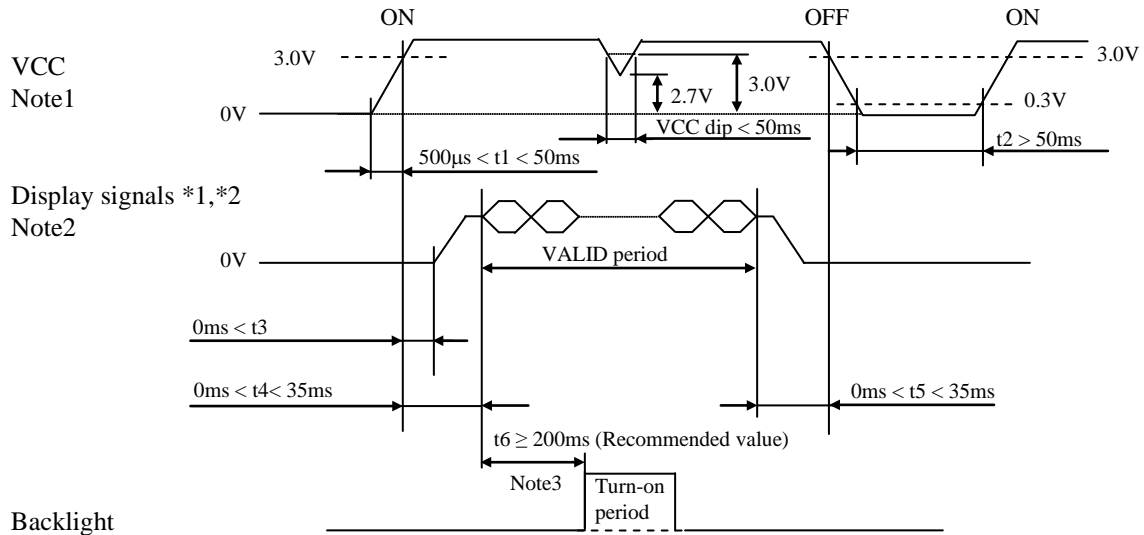 ON OFF ON
VCC
Note1
3.0V
3.0V
3.0V
2.7V
0V
0.3V
VCC dip < 50ms
t2 > 50ms
500μs < t1 < 50ms
Display signals *1,*2
Note2
VALID period
0V
0ms < t3
0ms < t4< 35ms
0ms < t5 < 35ms
t6 ≥ 200ms (Recommended value)
Note3
Turn-on
period
Backlight